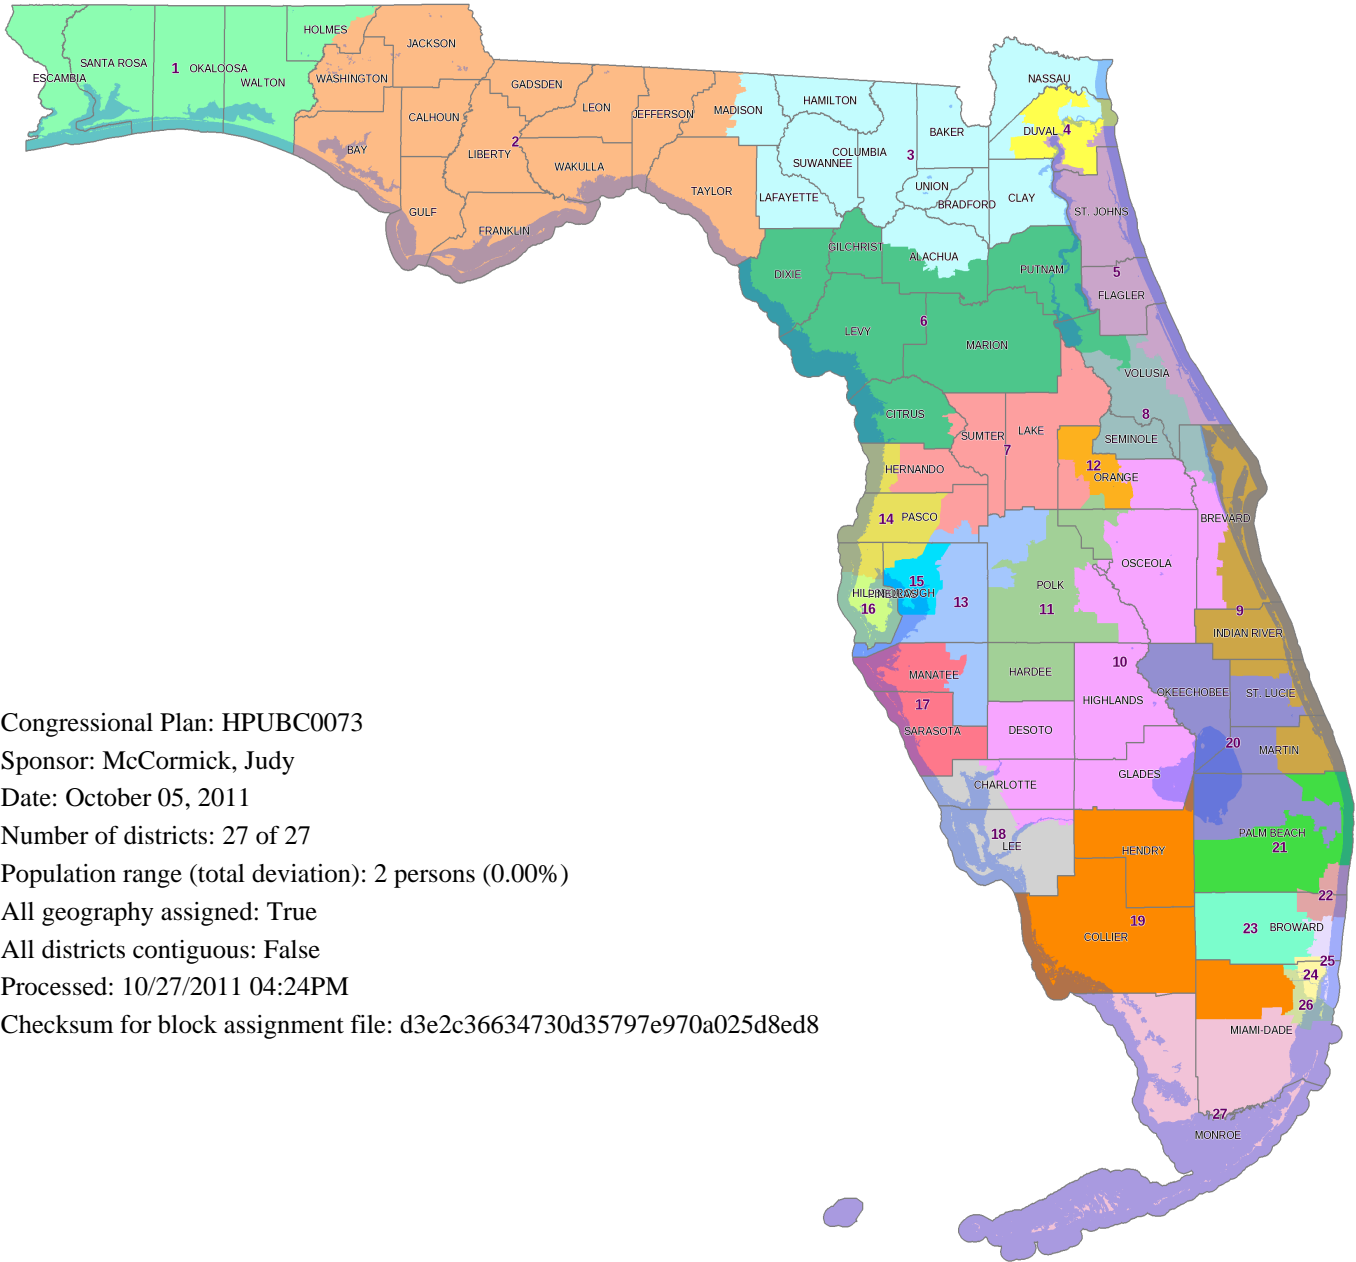 HOLMES
JACKSON
SANTA ROSA
1
OKALOOSA
ESCAMBIA
WALTON
WASHINGTON
GADSDEN
NASSAU
HAMILTON
LEON
JEFFERSON
MADISON
CALHOUN
DUVAL
4
BAKER
BAY
LIBERTY
2
WAKULLA
COLUMBIA
3
SUWANNEE
TAYLOR
UNION
LAFAYETTE
BRADFORD
CLAY
GULF
ST. JOHNS
FRANKLIN
GILCHRIST
ALACHUA
DIXIE
PUTNAM
5
FLAGLER
6
LEVY
MARION
VOLUSIA
CITRUS
8
SUMTER
LAKE
SEMINOLE
7
HERNANDO
12
ORANGE
14
PASCO
BREVARD
OSCEOLA
15
POLK
HILLSBOROUGH
PINELLAS
16
13
11
9
INDIAN RIVER
10
MANATEE
HARDEE
OKEECHOBEE
ST. LUCIE
HIGHLANDS
17
SARASOTA
DESOTO
20
MARTIN
CHARLOTTE
GLADES
18
LEE
PALM BEACH
21
HENDRY
22
19
COLLIER
23
BROWARD
25
24
26
MIAMI-DADE
27
MONROE
Congressional Plan: HPUBC0073
Sponsor: McCormick, Judy
Date: October 05, 2011
Number of districts: 27 of 27
Population range (total deviation): 2 persons (0.00%)
All geography assigned: True
All districts contiguous: False
Processed: 10/27/2011 04:24PM
Checksum for block assignment file: d3e2c36634730d35797e970a025d8ed8